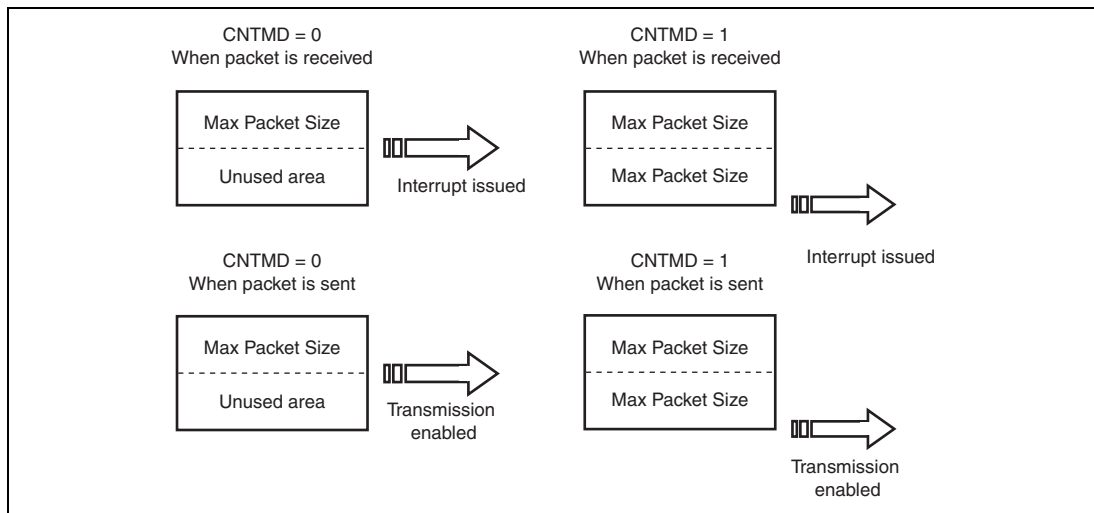 CNTMD = 0
When packet is received
Max Packet Size
Unused area
Interrupt issued
CNTMD = 1
When packet is received
Max Packet Size
Max Packet Size
Interrupt issued
CNTMD = 0
When packet is sent
Max Packet Size
Unused area
Transmission
enabled
CNTMD = 1
When packet is sent
Max Packet Size
Max Packet Size
Transmission
enabled